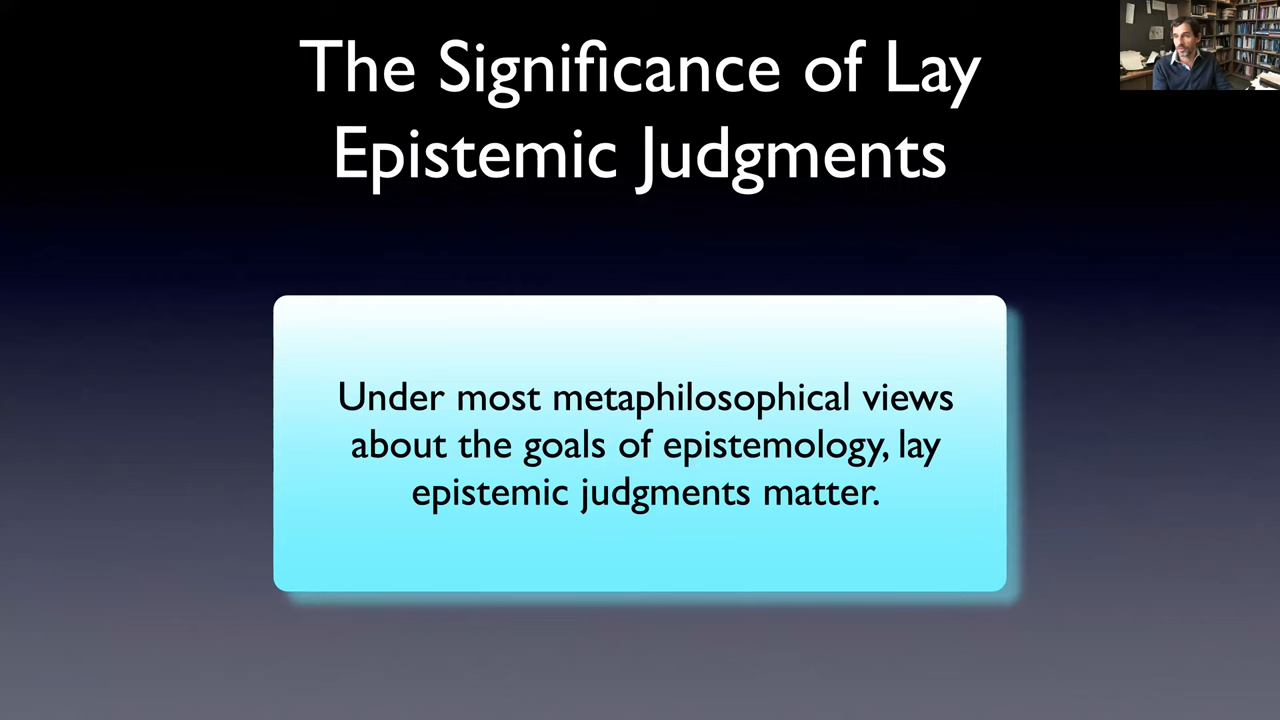 The Significance of Lay
Epistemic Judgments
Under most metaphilosophical views
about the goals of epistemology, lay
epistemic judgments matter.